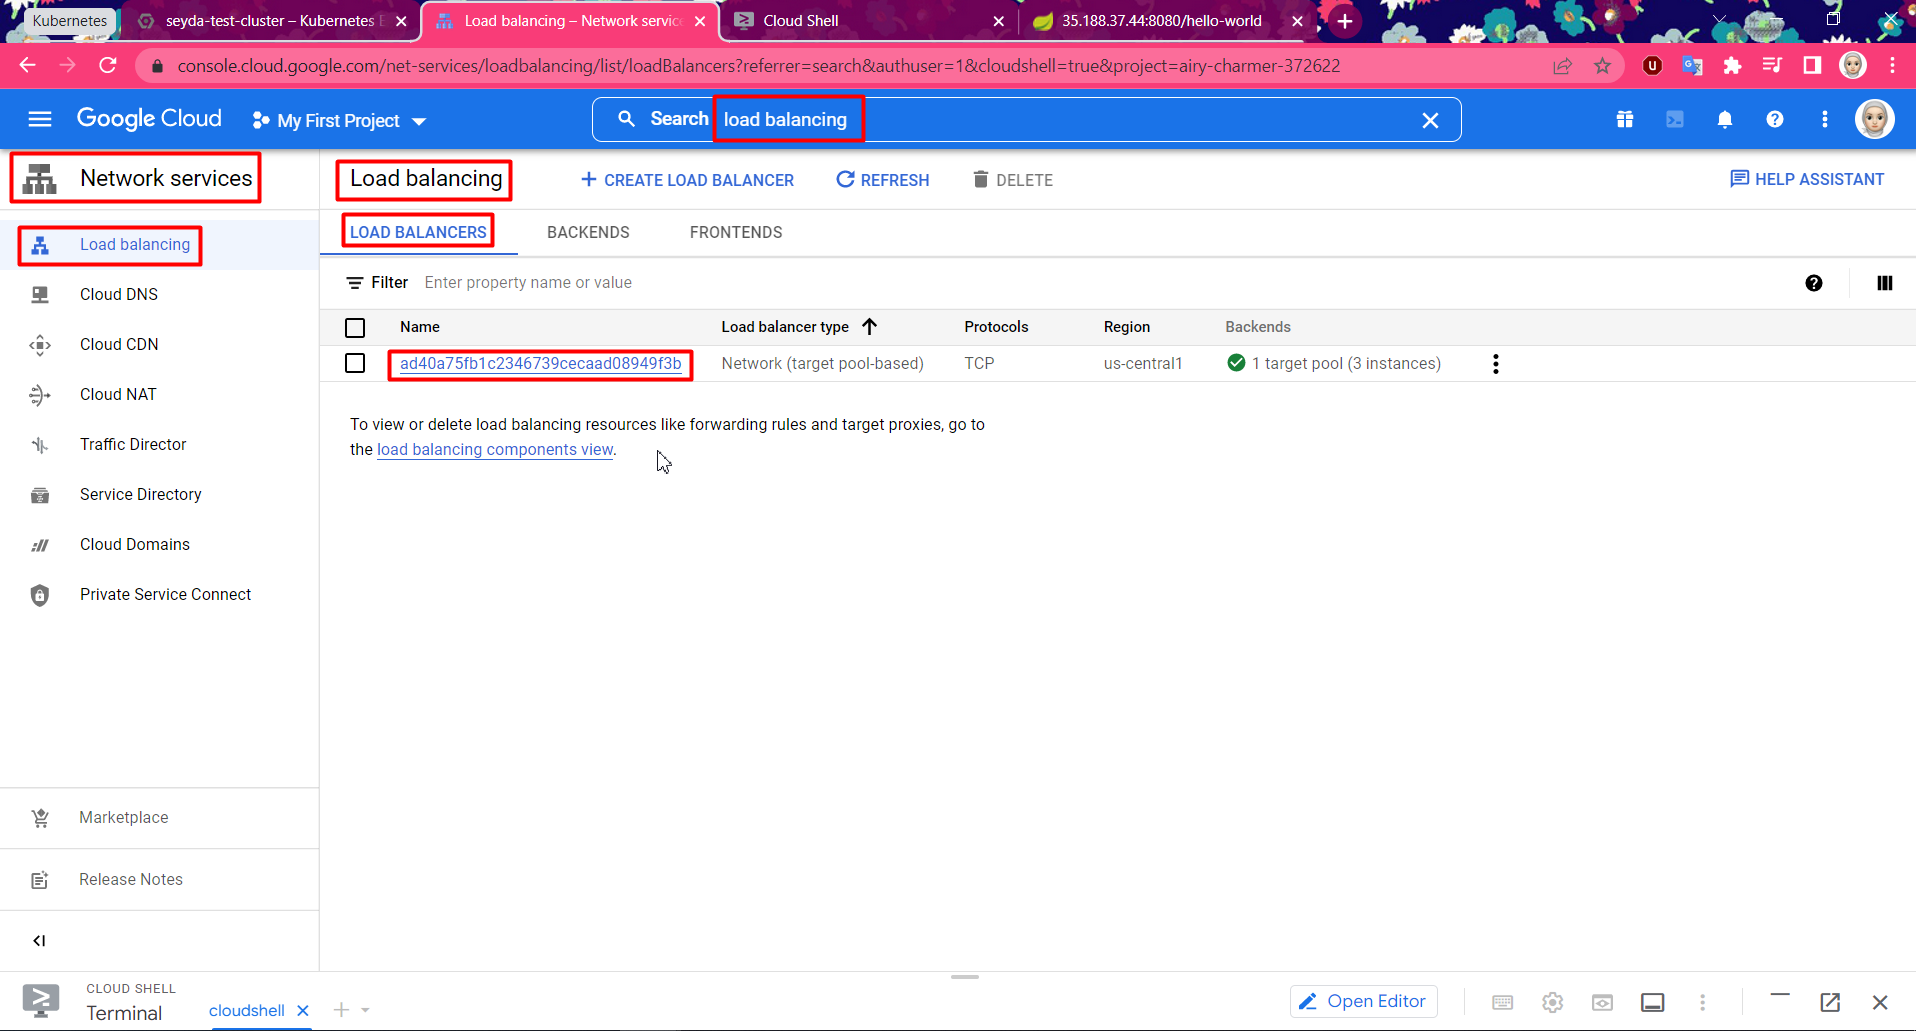 Kubernetes
seyda-test-cluster – Kubernetes E
Load balancing – Network service
Cloud Shell
35.188.37.44:8080/hello-world
console.cloud.google.com/net-services/loadbalancing/list/loadBalancers?referrer=search&authuser=1&cloudshell=true&project=airy-charmer-372622
Google Cloud
My First Project
Search load balancing
Network services
Load balancing
CREATE LOAD BALANCER
REFRESH
DELETE
HELP ASSISTANT
Load balancing
Cloud DNS
Cloud CDN
Cloud NAT
Traffic Director
Service Directory
Cloud Domains
Private Service Connect
Marketplace
Release Notes
LOAD BALANCERS
BACKENDS
FRONTENDS
Filter Enter property name or value
Name Load balancer type Protocols Region Backends
ad40a75fb1c2346739cecaad08949f3b Network (target pool-based) TCP us-central1 1 target pool (3 instances)
To view or delete load balancing resources like forwarding rules and target proxies, go to
the load balancing components view.
CLOUD SHELL
Terminal
cloudshell
Open Editor